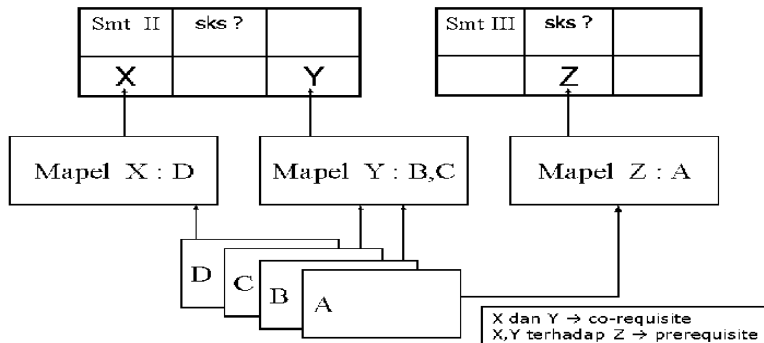 Smt II sks ?
X Y
Smt III sks ?
Z
Mapel X : D
Mapel Y : B,C
Mapel Z : A
D
C
B
A
X dan Y → co-requisite
X,Y terhadap Z → prerequisite